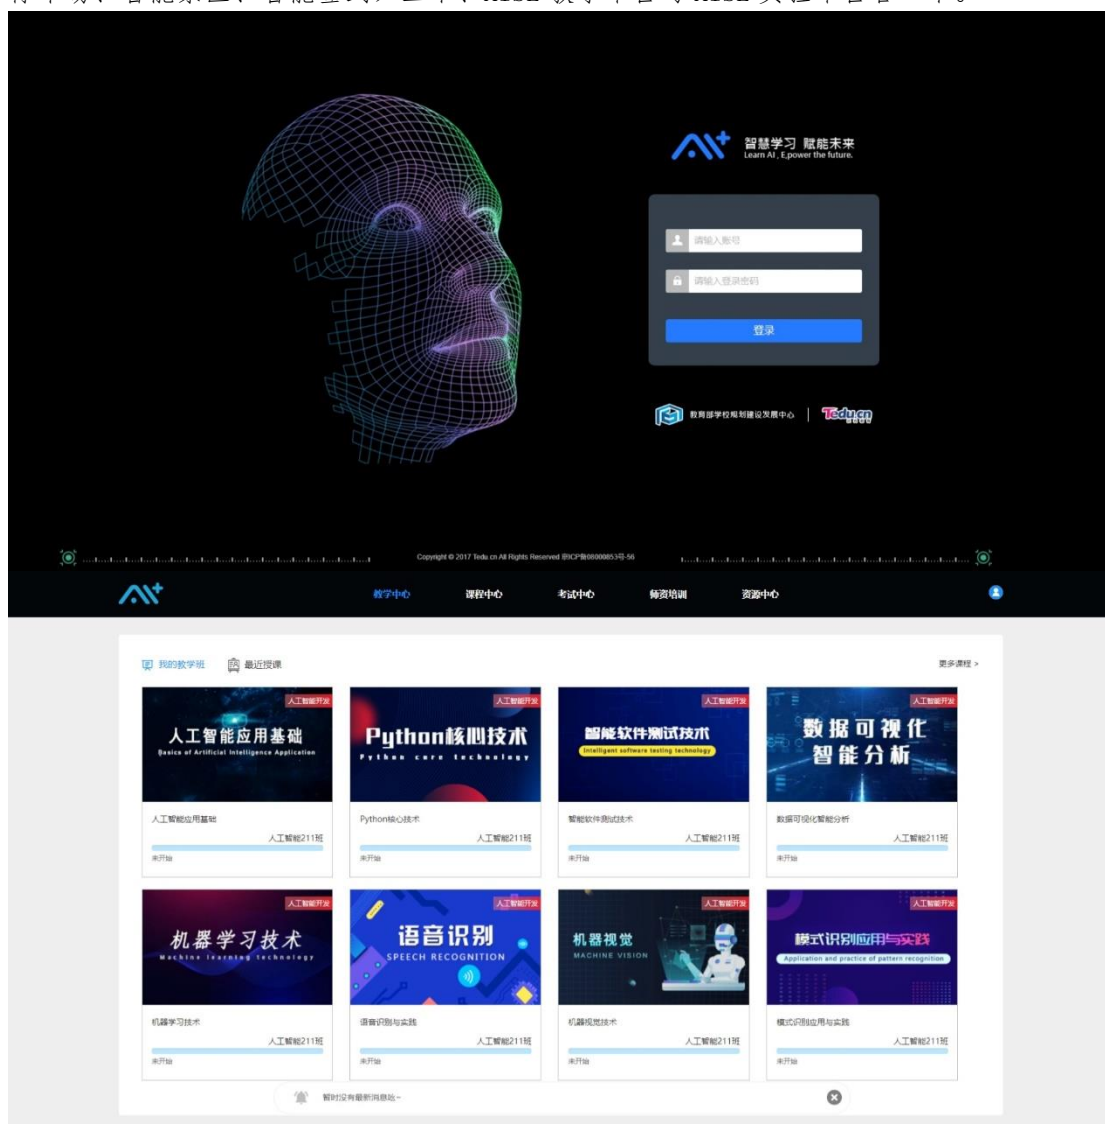 智慧学习 赋能未来
Learn AI , E,power the future.
请输入账号
请输入登录密码
登录
教育部学校规划建设发展中心
Tedu.cn
Copyright © 2017 Tedu.cn All Rights Reserved 京ICP备08000853号-56
教学中心 课程中心 考试中心 师资培训 资源中心
我的教学班 最近授课 更多课程 >
人工智能开发 人工智能开发 人工智能开发 人工智能开发
人工智能应用基础
Basics of Artificial Intelligence Application
Python核心技术
Python core technology
智能软件测试技术
Intelligent software testing technology
数据可视化
智能分析
人工智能应用基础 Python核心技术 智能软件测试技术 数据可视化智能分析
人工智能211班 人工智能211班 人工智能211班 人工智能211班
未开始 未开始 未开始 未开始
人工智能开发 人工智能开发 人工智能开发 人工智能开发
机器学习技术
Machine learning technology
语音识别
SPEECH RECOGNITION
机器视觉
MACHINE VISION
模式识别应用与实践
Application and practice of pattern recognition
机器学习技术 语音识别与实践 机器视觉技术 模式识别应用与实践
人工智能211班 人工智能211班 人工智能211班 人工智能211班
未开始 未开始 未开始 未开始
暂时没有最新消息哈~